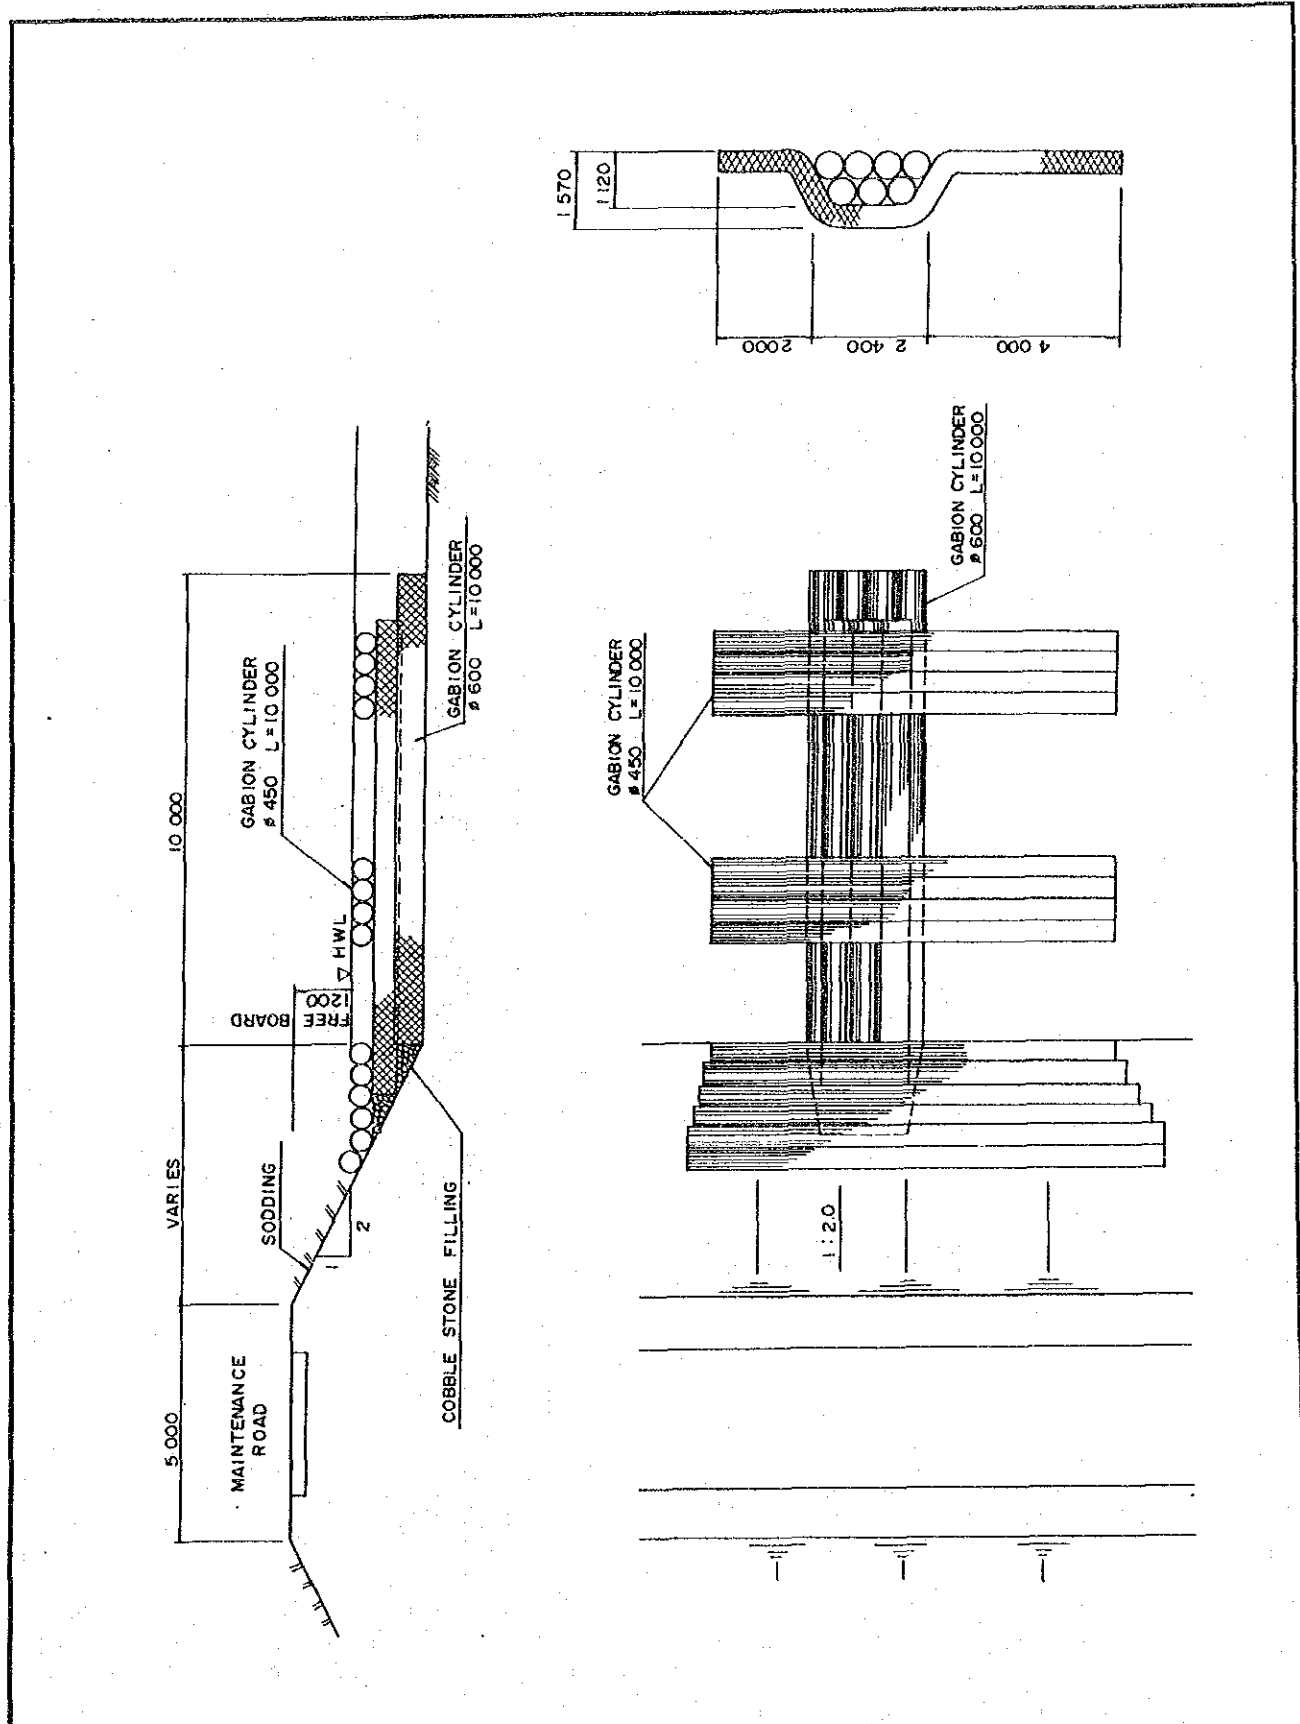 5 000
VARIES
10 000
MAINTENANCE
ROAD
SODDING
FREE BOARD
1200
▽ HWL
GABION CYLINDER
ø 450 L=10 000
1
2
COBBLE STONE FILLING
GABION CYLINDER
ø 600 L=10 000
1 570
1 120
2000
2 400
4 000
GABION CYLINDER
ø 450 L=10 000
GABION CYLINDER
ø 600 L=10 000
1:2.0